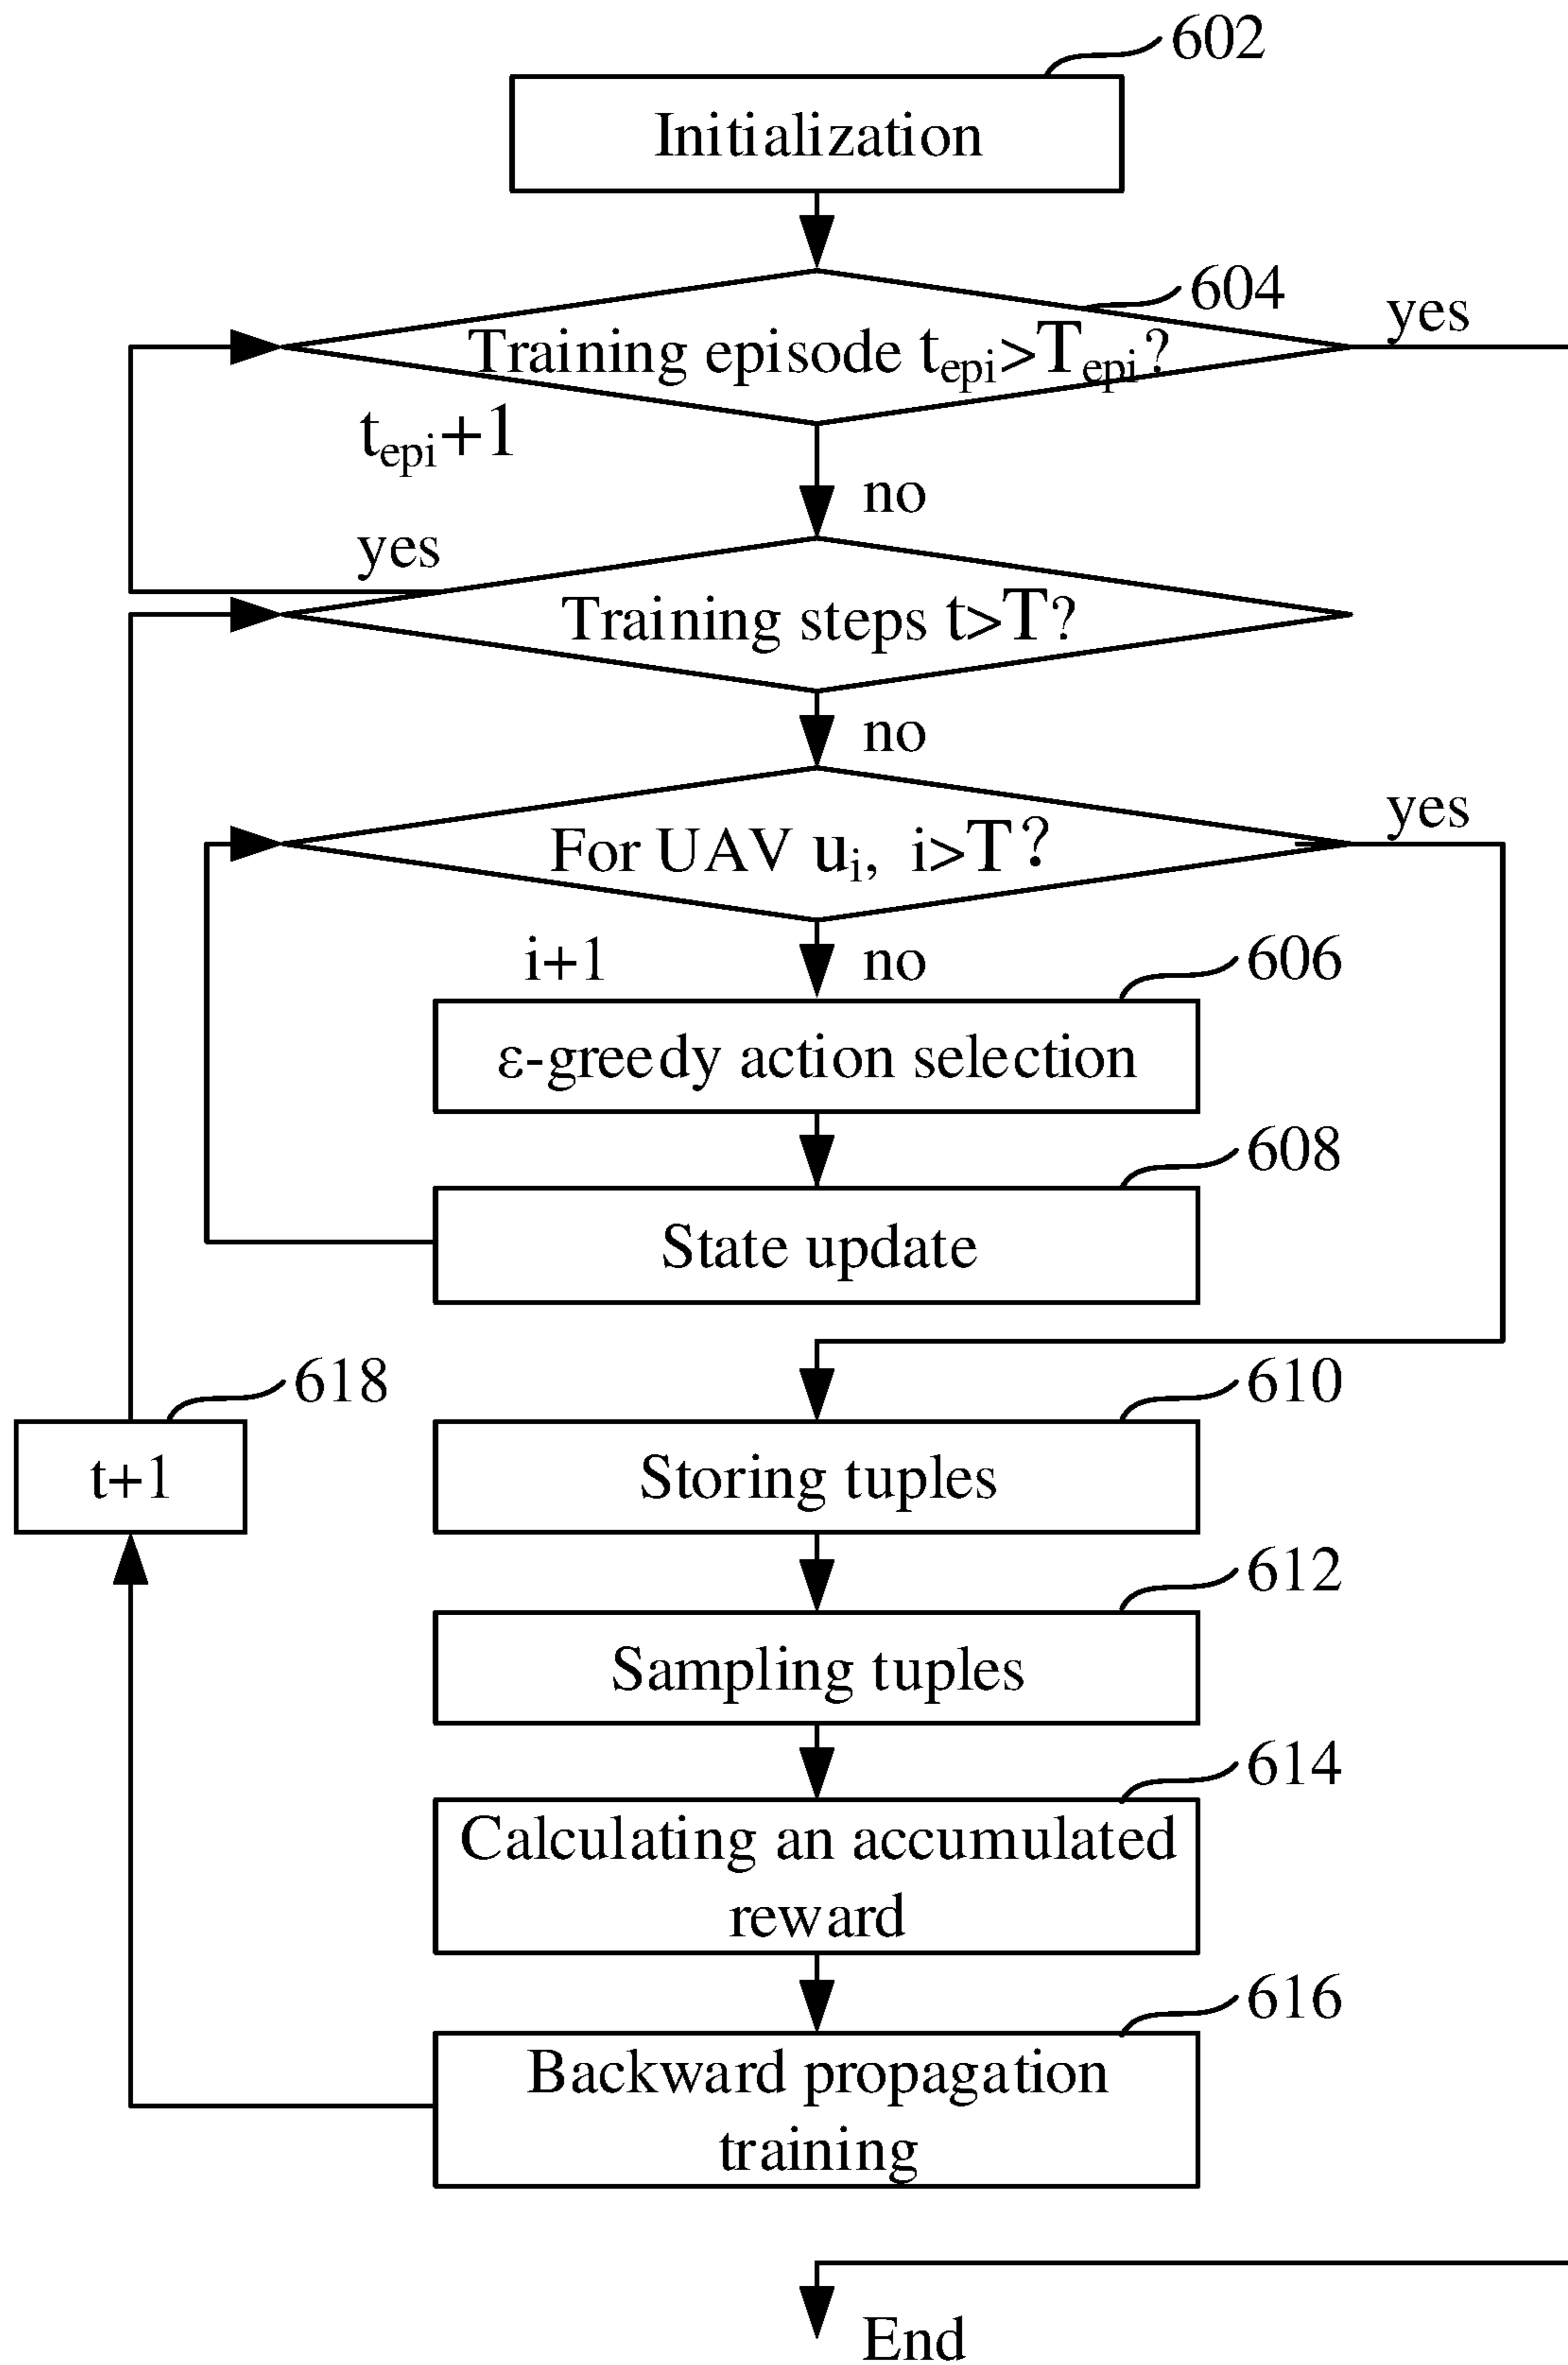 602
Initialization
604
yes
Training episode tepi>Tepi?
tepi+1
no
yes
Training steps t>T?
no
yes
For UAV ui, i>T?
i+1
no
606
ε-greedy action selection
608
State update
618
610
t+1
Storing tuples
612
Sampling tuples
614
Calculating an accumulated
reward
616
Backward propagation
training
End